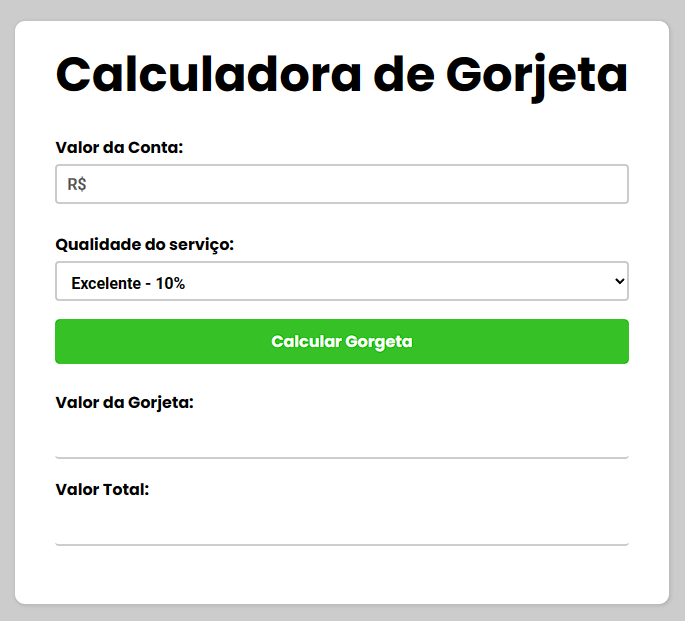 Calculadora de Gorjeta
Valor da Conta:
R$
Qualidade do serviço:
Excelente - 10%
Calcular Gorgeta
Valor da Gorjeta:
Valor Total: